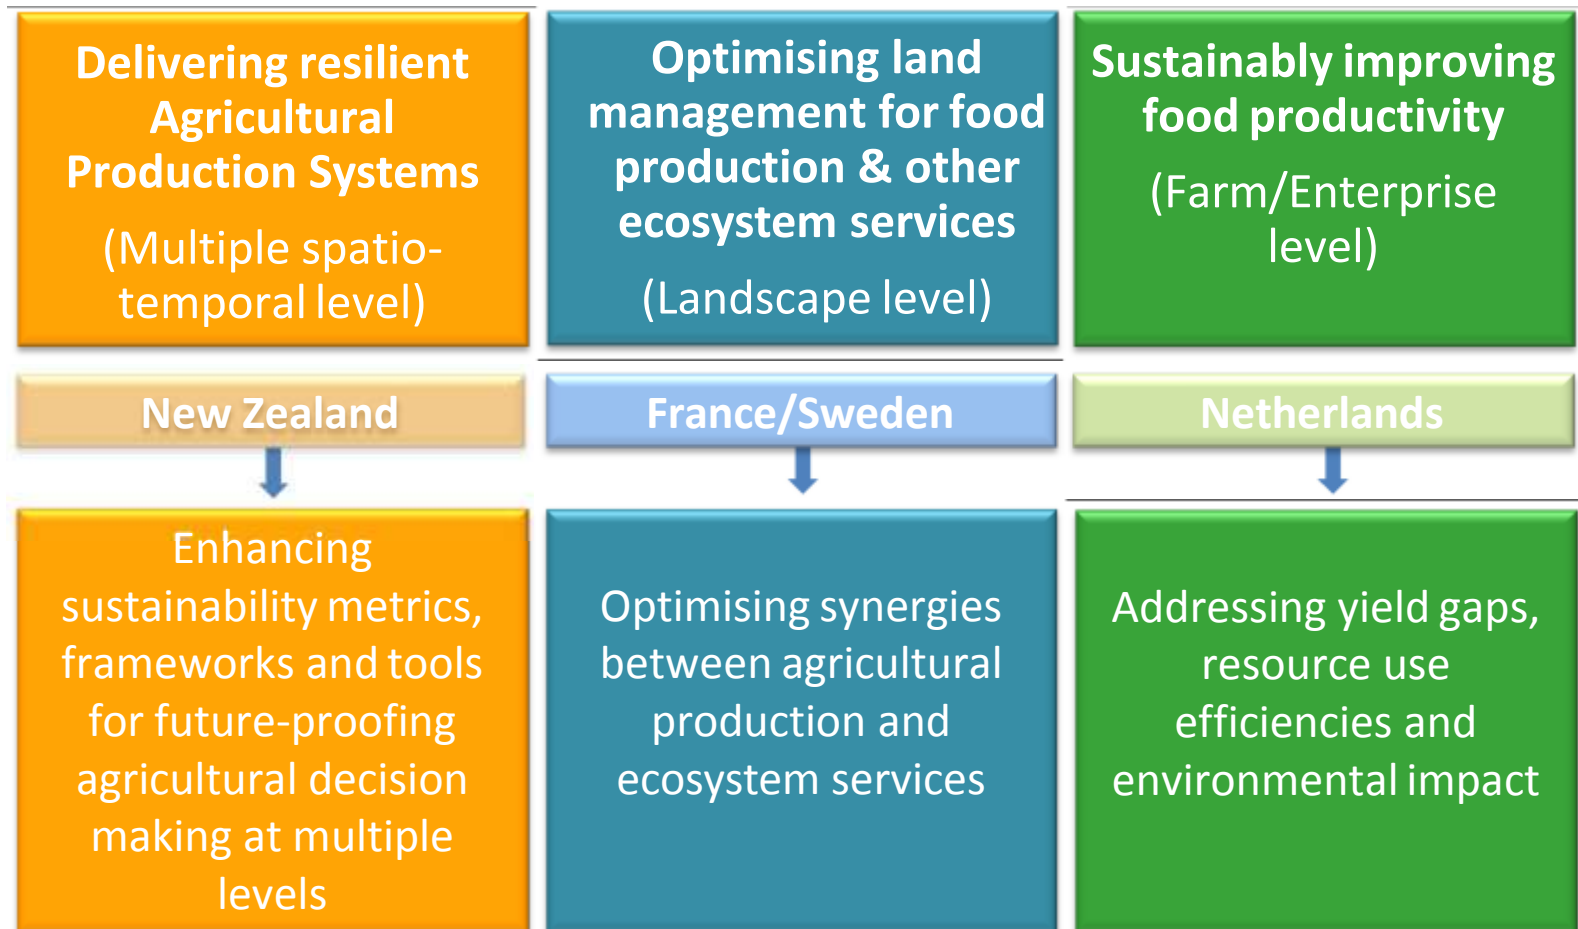 Delivering resilient
Agricultural
Production Systems
(Multiple spatio-
temporal level)
Optimising land
management for food
production & other
ecosystem services
(Landscape level)
Sustainably improving
food productivity
(Farm/Enterprise
level)
New Zealand
France/Sweden
Netherlands
Enhancing
sustainability metrics,
frameworks and tools
for future-proofing
agricultural decision
making at multiple
levels
Optimising synergies
between agricultural
production and
ecosystem services
Addressing yield gaps,
resource use
efficiencies and
environmental impact